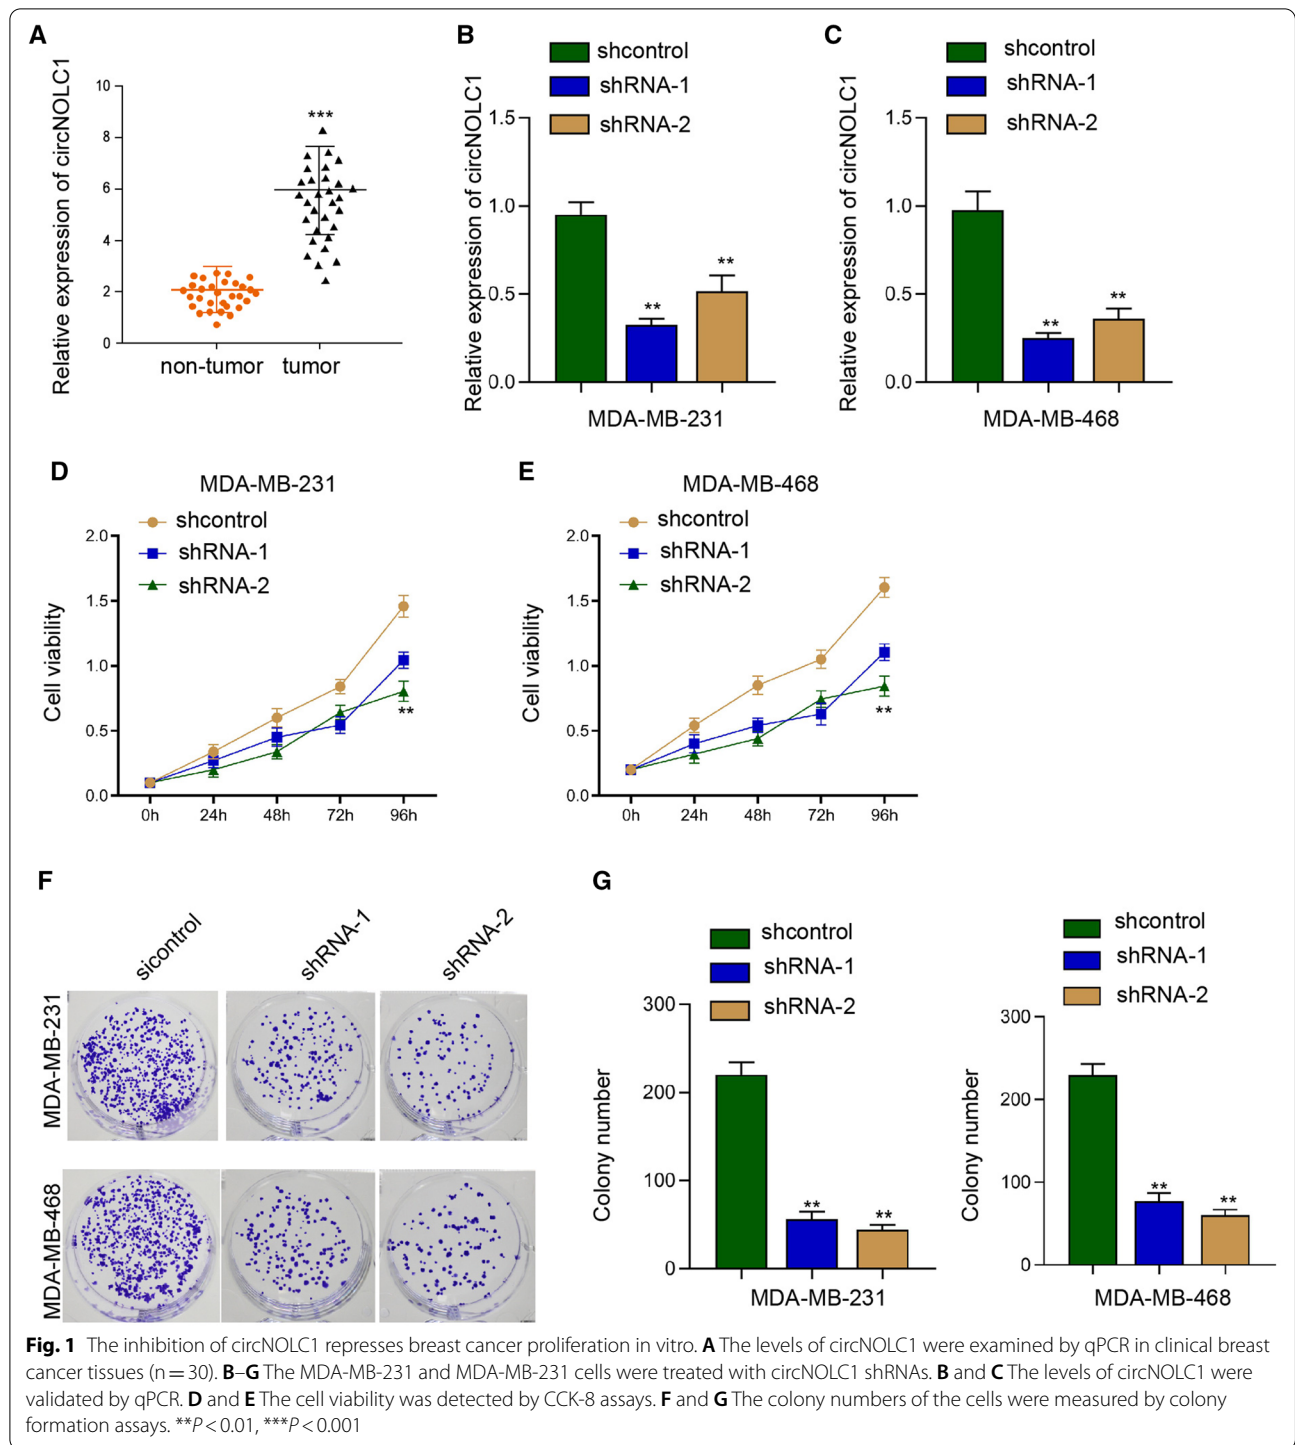 A
Relative expression of circNOLC1
10
8
6
4
2
0
***
non-tumor tumor
B
shcontrol
shRNA-1
shRNA-2
Relative expression of circNOLC1
1.5
1.0
0.5
0.0
**
**
MDA-MB-231
C
shcontrol
shRNA-1
shRNA-2
Relative expression of circNOLC1
1.5
1.0
0.5
0.0
**
**
MDA-MB-468
D
MDA-MB-231
shcontrol
shRNA-1
shRNA-2
Cell viability
2.0
1.5
1.0
0.5
0.0
**
0h 24h 48h 72h 96h
E
MDA-MB-468
shcontrol
shRNA-1
shRNA-2
Cell viability
2.0
1.5
1.0
0.5
0.0
**
0h 24h 48h 72h 96h
F
sicontrol shRNA-1 shRNA-2
MDA-MB-231
MDA-MB-468
G
shcontrol
shRNA-1
shRNA-2
Colony number
300
200
100
0
**
**
MDA-MB-231
shcontrol
shRNA-1
shRNA-2
Colony number
300
200
100
0
**
**
MDA-MB-468
Fig. 1 The inhibition of circNOLC1 represses breast cancer proliferation in vitro. A The levels of circNOLC1 were examined by qPCR in clinical breast
cancer tissues (n = 30). B–G The MDA-MB-231 and MDA-MB-231 cells were treated with circNOLC1 shRNAs. B and C The levels of circNOLC1 were
validated by qPCR. D and E The cell viability was detected by CCK-8 assays. F and G The colony numbers of the cells were measured by colony
formation assays. **P < 0.01, ***P < 0.001